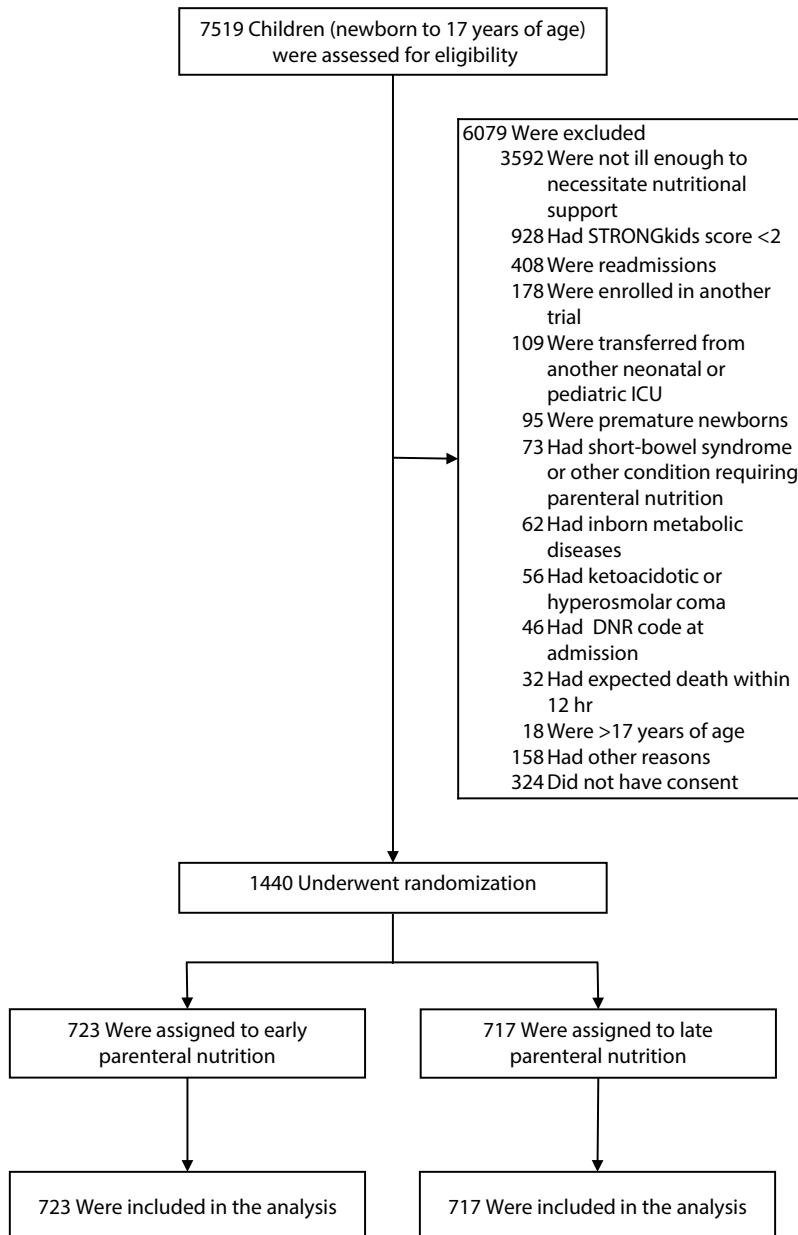 7519 Children (newborn to 17 years of age)
were assessed for eligibility
6079 Were excluded
3592 Were not ill enough to
necessitate nutritional
support
928 Had STRONGkids score <2
408 Were readmissions
178 Were enrolled in another
trial
109 Were transferred from
another neonatal or
pediatric ICU
95 Were premature newborns
73 Had short-bowel syndrome
or other condition requiring
parenteral nutrition
62 Had inborn metabolic
diseases
56 Had ketoacidotic or
hyperosmolar coma
46 Had DNR code at
admission
32 Had expected death within
12 hr
18 Were >17 years of age
158 Had other reasons
324 Did not have consent
1440 Underwent randomization
723 Were assigned to early
parenteral nutrition
717 Were assigned to late
parenteral nutrition
723 Were included in the analysis
717 Were included in the analysis